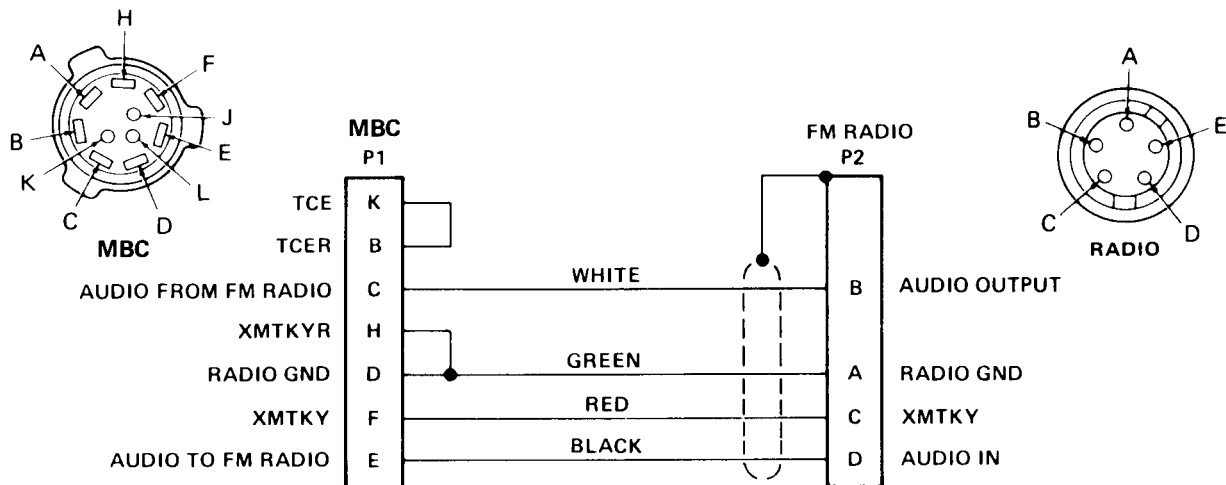 H
A
F
J
B
E
K
L
C
D
MBC
MBC
P1
FM RADIO
P2
A
B
E
C
D
RADIO
TCE K
TCER B
AUDIO FROM FM RADIO C WHITE B AUDIO OUTPUT
XMTKYR H
RADIO GND D GREEN A RADIO GND
XMTKY F RED C XMTKY
AUDIO TO FM RADIO E BLACK D AUDIO IN